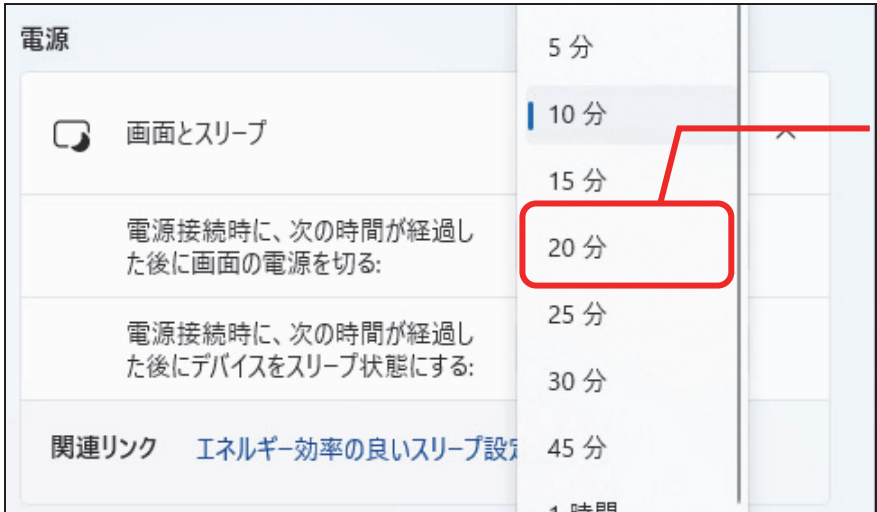 電源
画面とスリープ
電源接続時に、次の時間が経過し
た後に画面の電源を切る:
電源接続時に、次の時間が経過し
た後にデバイスをスリープ状態にする:
関連リンク
エネルギー効率の良いスリープ設定
5 分
10 分
15 分
20 分
25 分
30 分
45 分
1 時間